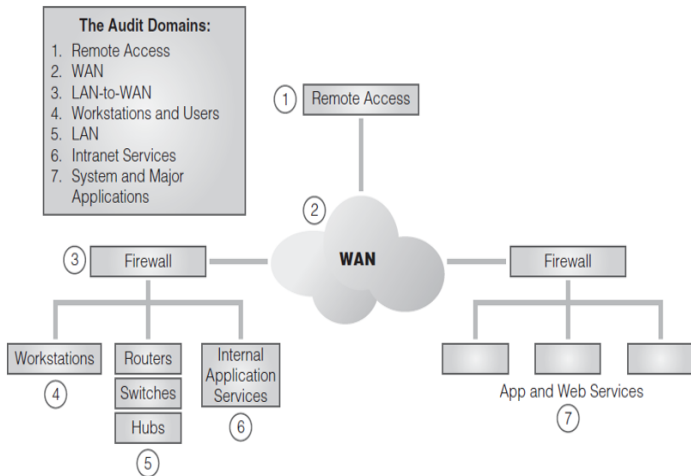 The Audit Domains:
1. Remote Access
2. WAN
3. LAN-to-WAN
4. Workstations and Users
5. LAN
6. Intranet Services
7. System and Major
Applications
1 Remote Access
2
WAN
3 Firewall
Firewall
Workstations
4
Routers
Switches
Hubs
5
Internal
Application
Services
6
App and Web Services
7